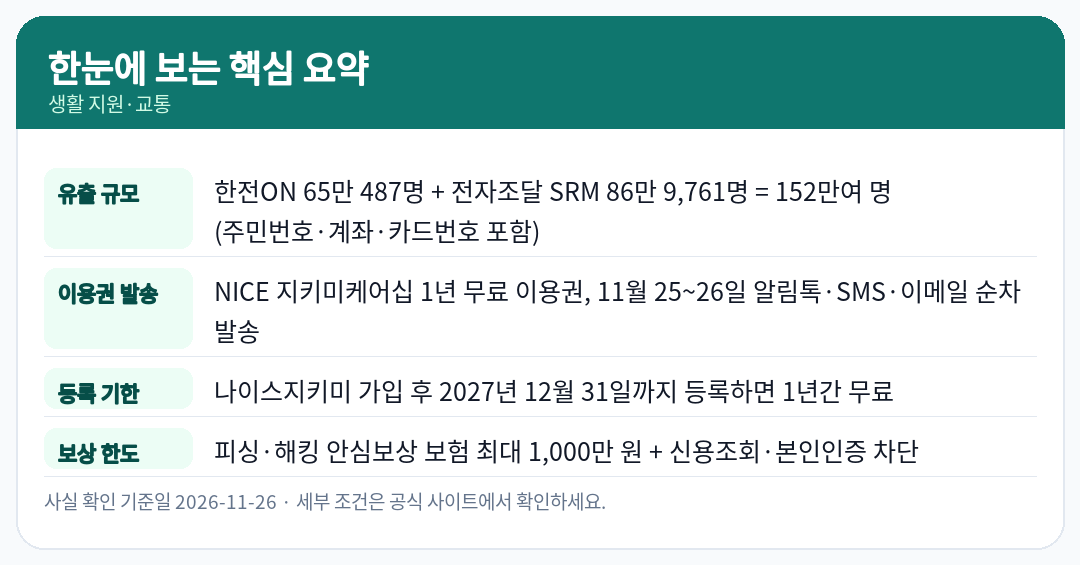 한눈에 보는 핵심 요약
생활 지원·교통
유출 규모
한전ON 65만 487명 + 전자조달 SRM 86만 9,761명 = 152만여 명
(주민번호·계좌·카드번호 포함)
이용권 발송
NICE 지키미케어십 1년 무료 이용권, 11월 25~26일 알림톡·SMS·이메일 순차
발송
등록 기한
나이스지키미 가입 후 2027년 12월 31일까지 등록하면 1년간 무료
보상 한도
피싱·해킹 안심보상 보험 최대 1,000만 원 + 신용조회·본인인증 차단
사실 확인 기준일 2026-11-26 · 세부 조건은 공식 사이트에서 확인하세요.